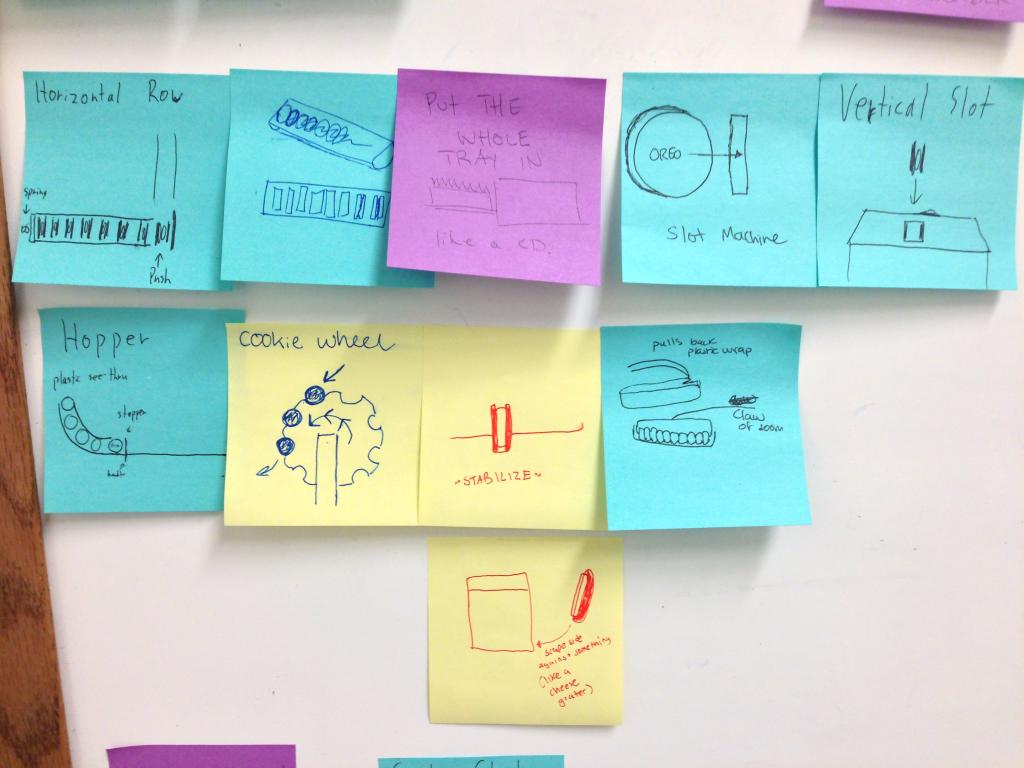 Horizontal Row
spring
Push
PUT THE
WHOLE
TRAY IN
like a CD
OREO
Slot Machine
Vertical Slot
Hopper
plastic see-thru
stopper
cookie wheel
~STABILIZE~
pulls back
plastic wrap
Claw
of doom
scrape side
against something
(like a
cheese
grater)